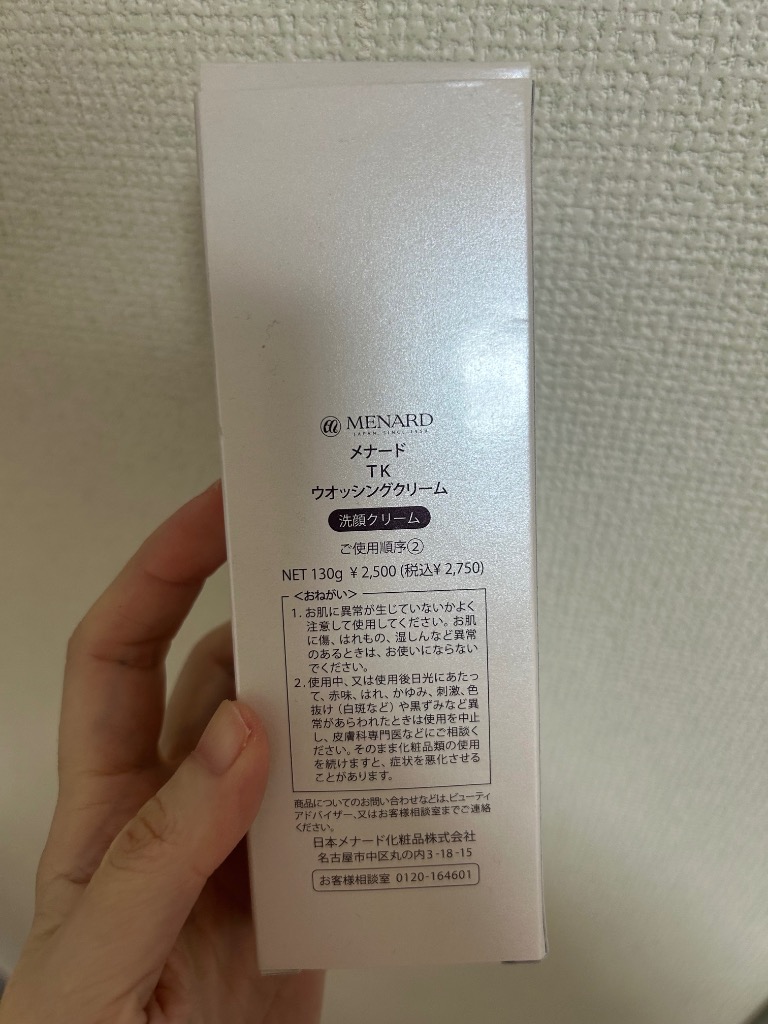 MENARD
JAPAN, SINCE 1959
メナード
TK
ウオッシングクリーム
洗顔クリーム
ご使用順序②
NET 130g ¥2,500 (税込¥2,750)
<おねがい>
1. お肌に異常が生じていないかよく
注意して使用してください。お肌
に傷、はれもの、湿しんなど異常
のあるときは、お使いにならない
でください。
2. 使用中、又は使用後日光にあたっ
て、赤味、はれ、かゆみ、刺激、色
抜け（白斑など）や黒ずみなど異
常があらわれたときは使用を中止
し、皮膚科専門医などにご相談く
ださい。そのまま化粧品類の使用
を続けますと、症状を悪化させる
ことがあります。
商品についてのお問い合わせなどは、ビューティ
アドバイザー、又はお客様相談室までご連絡
ください。
日本メナード化粧品株式会社
名古屋市中区丸の内3-18-15
お客様相談室 0120-164601